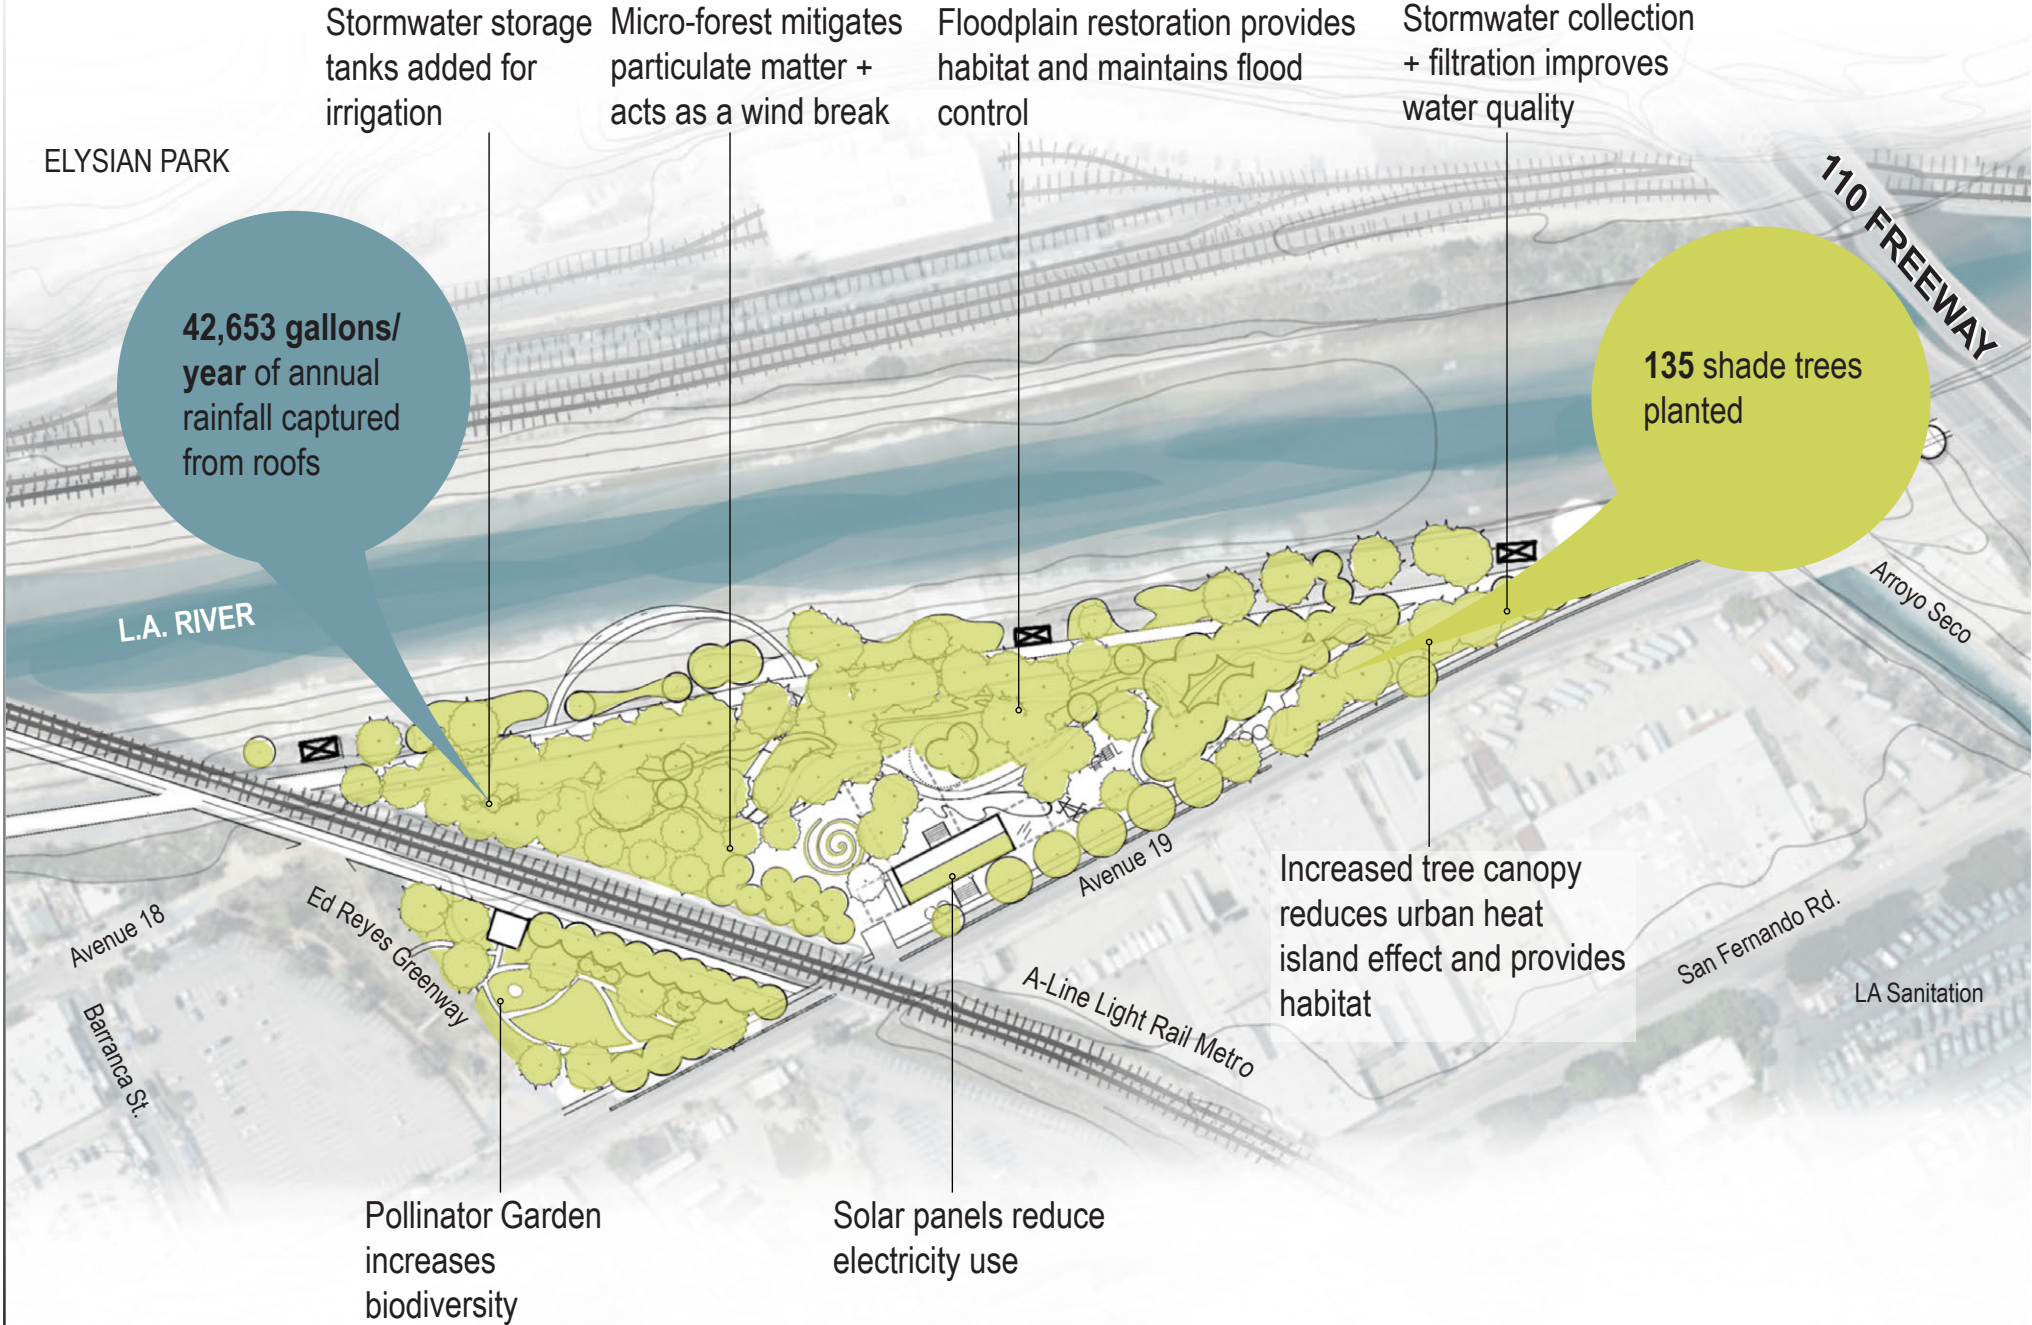 Stormwater storage
tanks added for
irrigation
Micro-forest mitigates
particulate matter +
acts as a wind break
Floodplain restoration provides
habitat and maintains flood
control
Stormwater collection
+ filtration improves
water quality
ELYSIAN PARK
110 FREEWAY
42,653 gallons/
year of annual
rainfall captured
from roofs
135 shade trees
planted
L.A. RIVER
Arroyo Seco
Avenue 18
Ed Reyes Greenway
Barranca St.
Avenue 19
A-Line Light Rail Metro
Increased tree canopy
reduces urban heat
island effect and provides
habitat
San Fernando Rd.
LA Sanitation
Pollinator Garden
increases
biodiversity
Solar panels reduce
electricity use